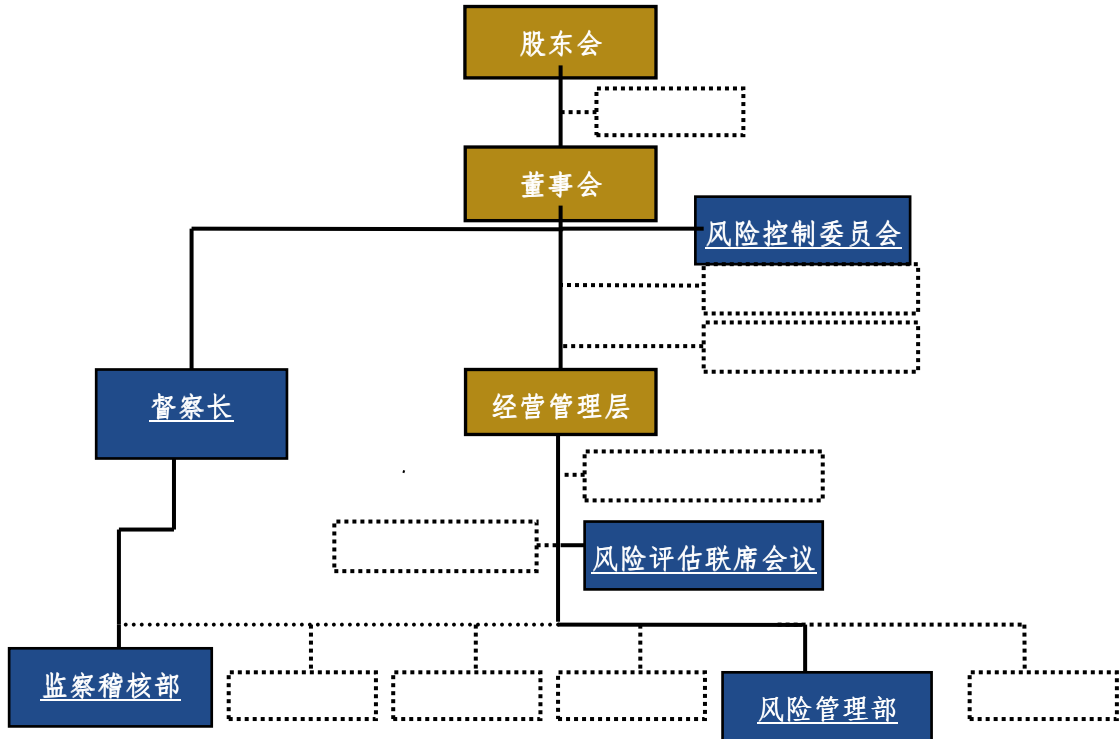 股东会
董事会
风险控制委员会
督察长
经营管理层
风险评估联席会议
监察稽核部
风险管理部